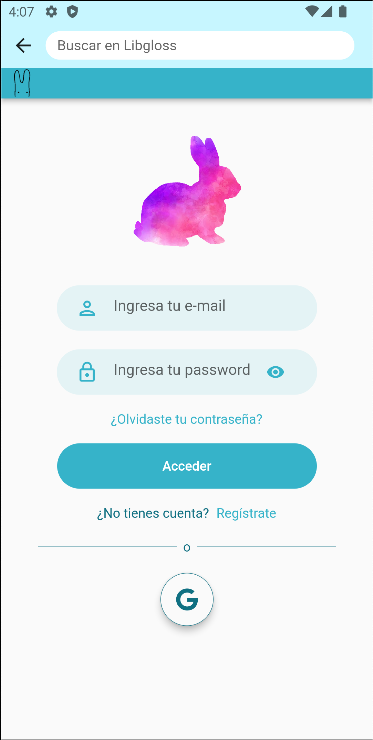 4:07
Buscar en Libgloss
Ingresa tu e-mail
Ingresa tu password
¿Olvidaste tu contraseña?
Acceder
¿No tienes cuenta? Regístrate
o
G